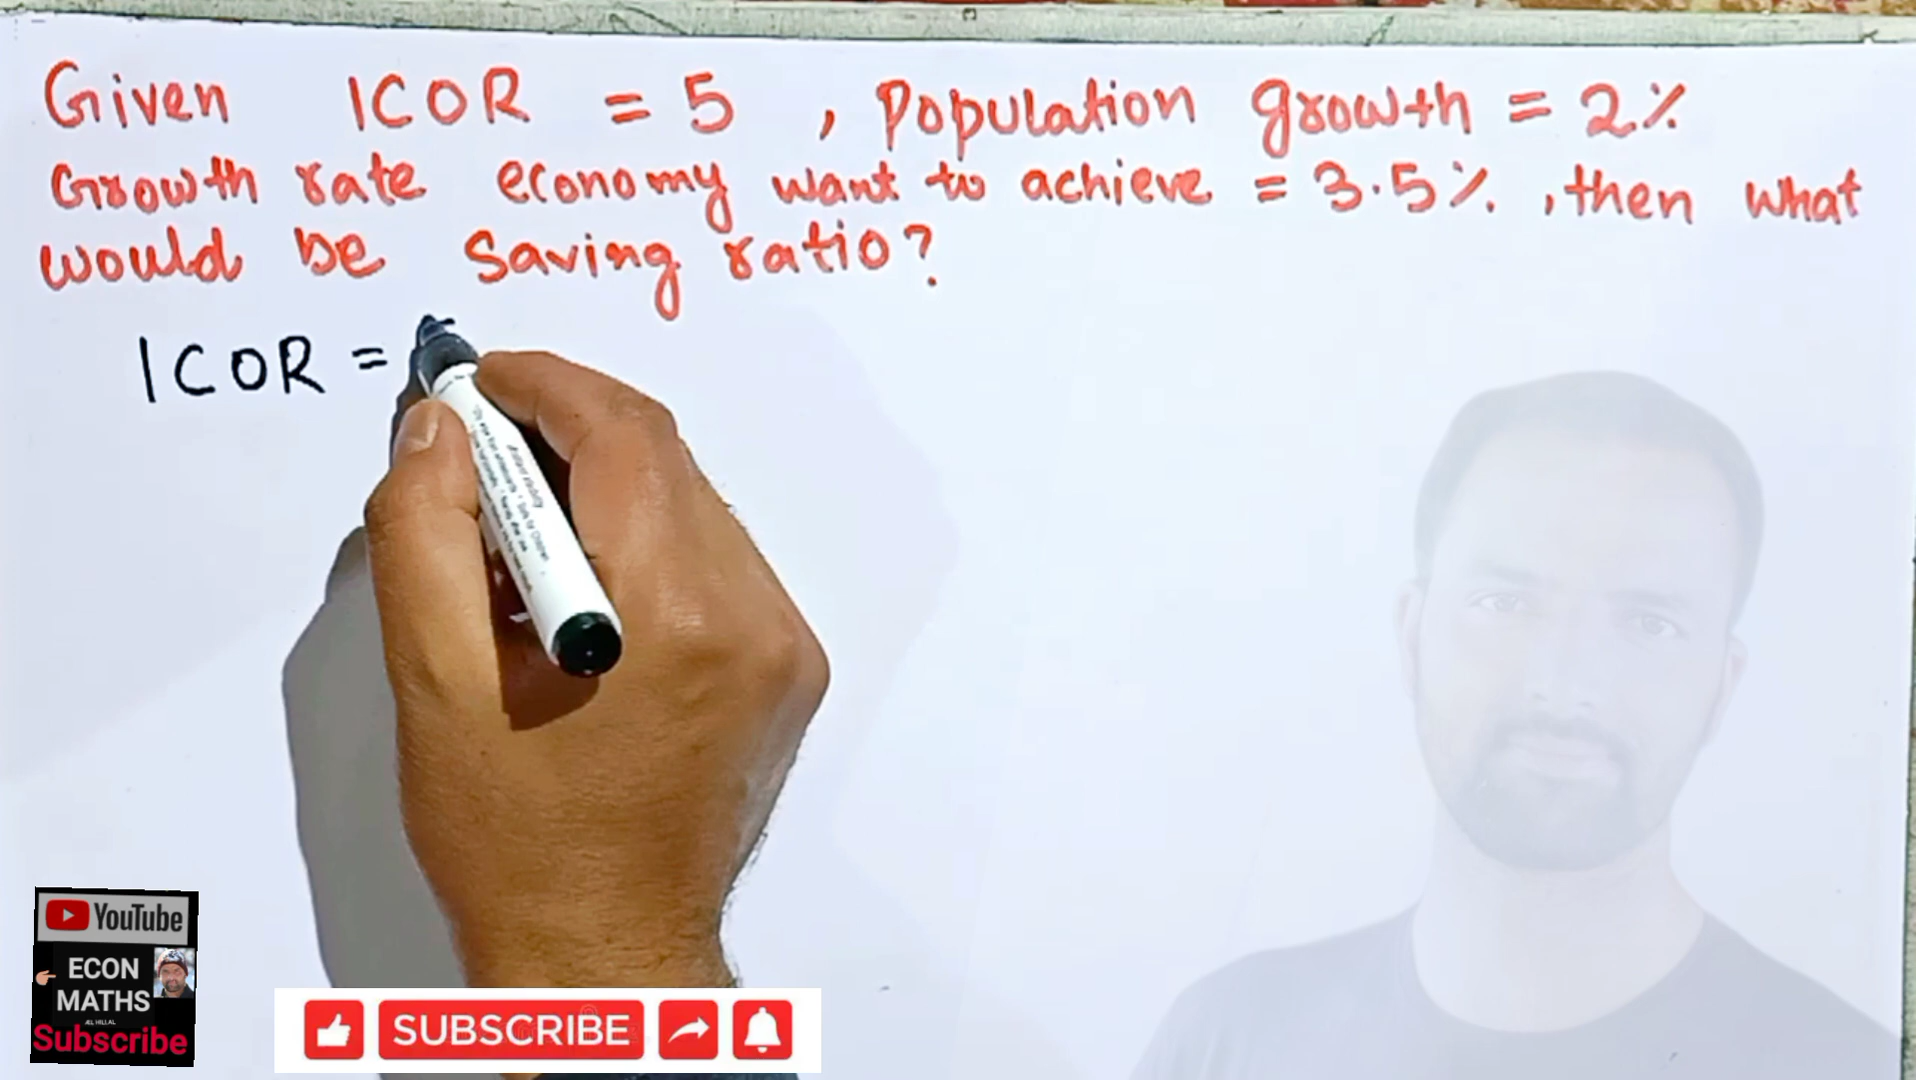 Given ICOR = 5 , Population growth = 2%
Growth rate economy want to achieve = 3.5% , then what
would be saving ratio?
ICOR =
YouTube
ECON
MATHS
Subscribe
SUBSCRIBE